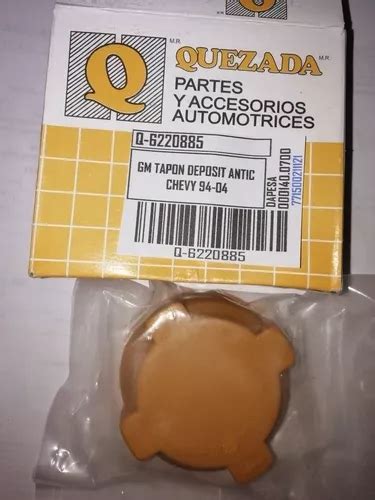 Q
M.R.
QUEZADA
M.R.
PARTES
Y ACCESORIOS
AUTOMOTRICES
Q-6220885
GM TAPON DEPOSIT ANTIC
CHEVY 94-04
DAPESA
000140.0700
Q-6220885